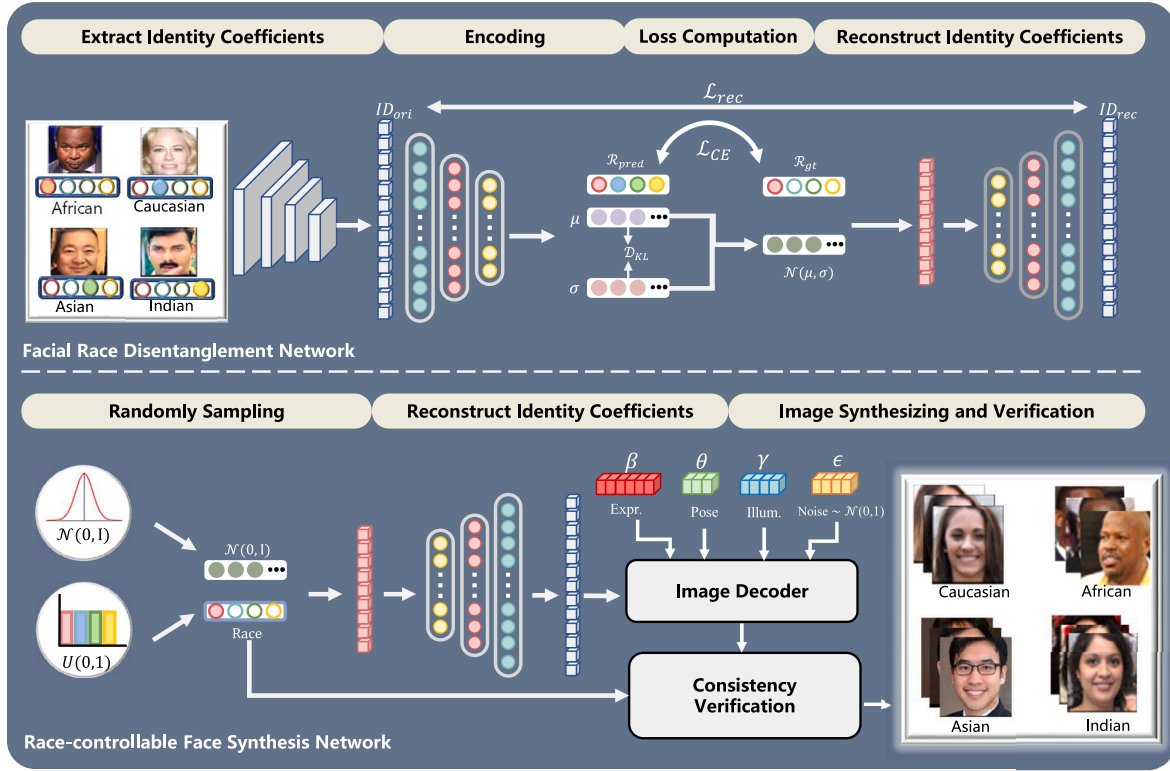 Extract Identity Coefficients
Encoding
Loss Computation
Reconstruct Identity Coefficients
ID_ori
ℒ_rec
ID_rec
ℒ_CE
ℛ_pred
ℛ_gt
African
Caucasian
Asian
Indian
μ
•••
𝒟_KL
σ
•••
•••
𝒩(μ, σ)
Facial Race Disentanglement Network
Randomly Sampling
Reconstruct Identity Coefficients
Image Synthesizing and Verification
𝒩(0, I)
U(0,1)
𝒩(0, I)
•••
Race
β
θ
γ
ϵ
Expr.
Pose
Illum.
Noise ~ 𝒩(0,1)
Image Decoder
Consistency
Verification
Caucasian
African
Asian
Indian
Race-controllable Face Synthesis Network